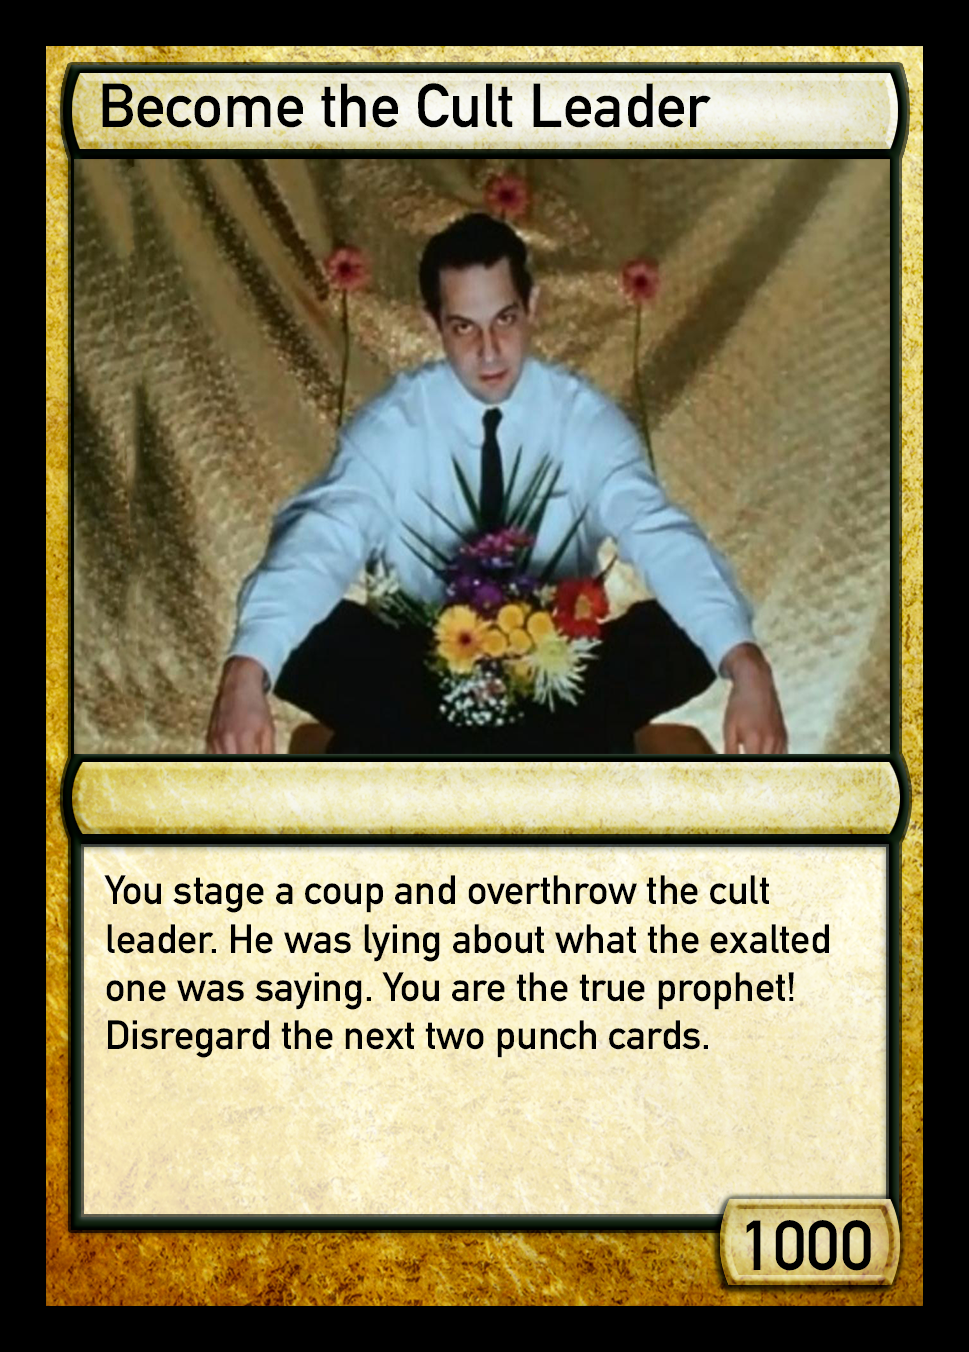 Become the Cult Leader
You stage a coup and overthrow the cult
leader. He was lying about what the exalted
one was saying. You are the true prophet!
Disregard the next two punch cards.
1000